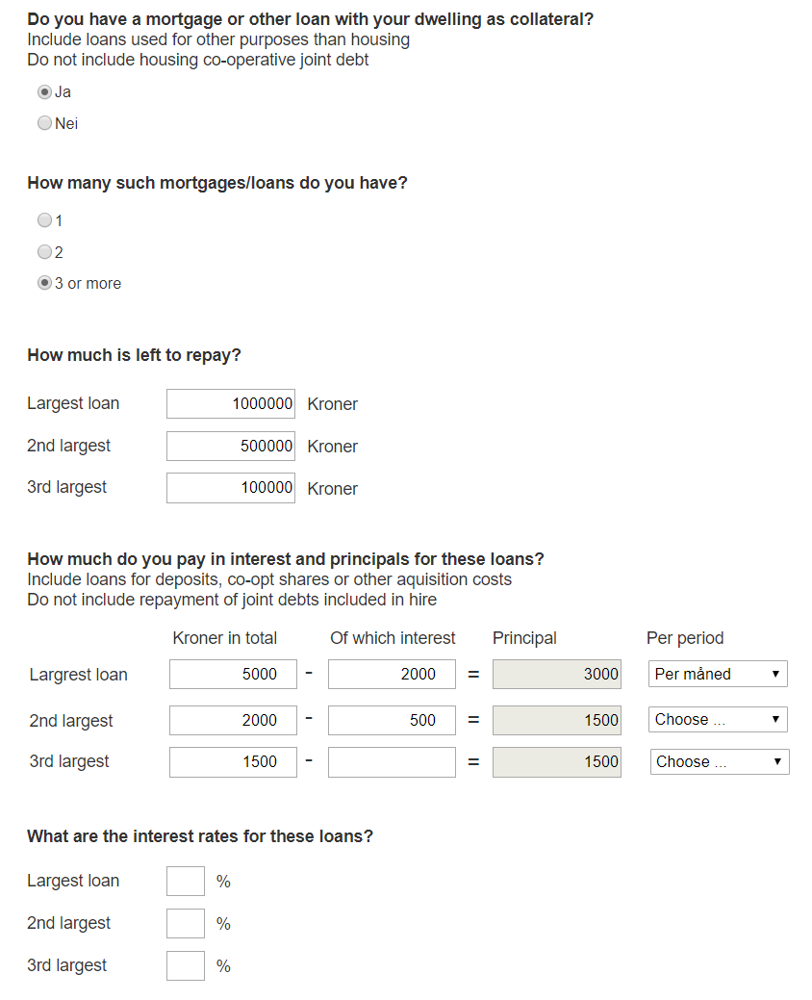 Do you have a mortgage or other loan with your dwelling as collateral?
Include loans used for other purposes than housing
Do not include housing co-operative joint debt
Ja
Nei
How many such mortgages/loans do you have?
1
2
3 or more
How much is left to repay?
Largest loan 1000000 Kroner
2nd largest 500000 Kroner
3rd largest 100000 Kroner
How much do you pay in interest and principals for these loans?
Include loans for deposits, co-opt shares or other aquisition costs
Do not include repayment of joint debts included in hire
Kroner in total Of which interest Principal Per period
Largrest loan 5000 - 2000 = 3000 Per måned
2nd largest 2000 - 500 = 1500 Choose ...
3rd largest 1500 - = 1500 Choose ...
What are the interest rates for these loans?
Largest loan %
2nd largest %
3rd largest %